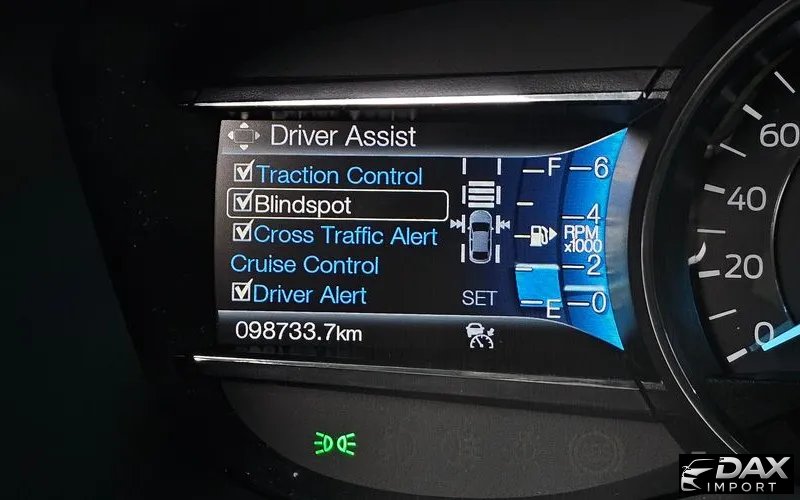 Driver Assist
Traction Control
Blindspot
Cross Traffic Alert
Cruise Control
Driver Alert
SET
098733.7km
F
E
6
4
RPM
x1000
2
0
60
40
20
0
DAX
IMPORT